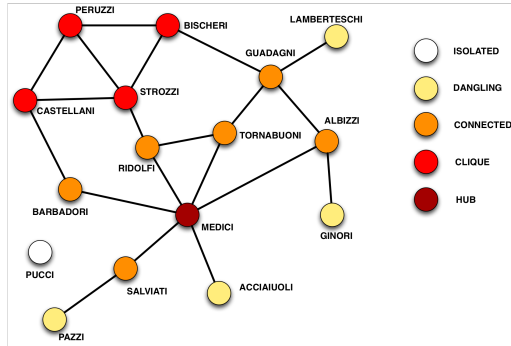 PERUZZI
BISCHERI
LAMBERTESCHI
GUADAGNI
ISOLATED
STROZZI
DANGLING
CASTELLANI
ALBIZZI
CONNECTED
TORNABUONI
RIDOLFI
CLIQUE
BARBADORI
HUB
MEDICI
GINORI
PUCCI
SALVIATI
ACCIAIUOLI
PAZZI